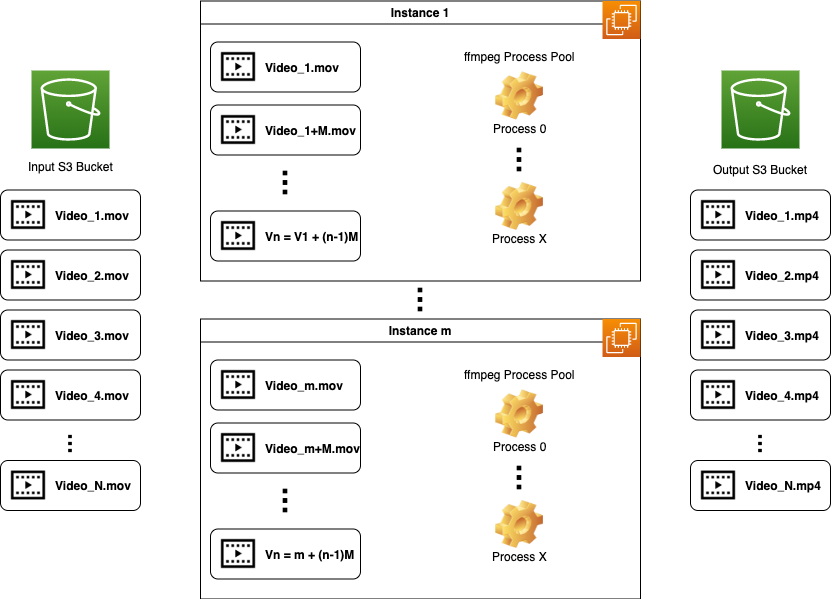 Instance 1
Video_1.mov
ffmpeg Process Pool
Video_1+M.mov
Process 0
Vn = V1 + (n-1)M
Process X
Input S3 Bucket
Video_1.mov
Video_2.mov
Video_3.mov
Video_4.mov
Video_N.mov
Instance m
Video_m.mov
ffmpeg Process Pool
Video_m+M.mov
Process 0
Vn = m + (n-1)M
Process X
Output S3 Bucket
Video_1.mp4
Video_2.mp4
Video_3.mp4
Video_4.mp4
Video_N.mp4